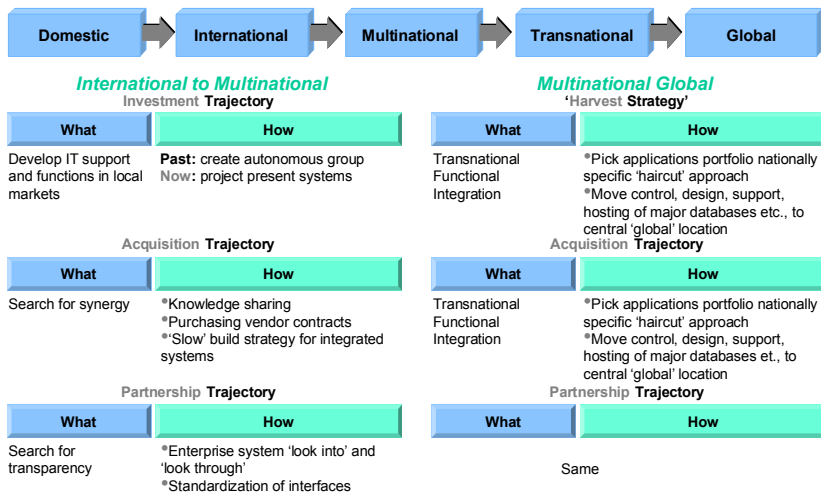 Domestic
International
Multinational
Transnational
Global
International to Multinational
Investment Trajectory
What
How
Develop IT support
and functions in local
markets
Past: create autonomous group
Now: project present systems
Acquisition Trajectory
What
How
Search for synergy
•Knowledge sharing
•Purchasing vendor contracts
•‘Slow’ build strategy for integrated
systems
Partnership Trajectory
What
How
Search for
transparency
•Enterprise system ‘look into’ and
‘look through’
•Standardization of interfaces
Multinational Global
‘Harvest Strategy’
What
How
Transnational
Functional
Integration
•Pick applications portfolio nationally
specific ‘haircut’ approach
•Move control, design, support,
hosting of major databases etc., to
central ‘global’ location
Acquisition Trajectory
What
How
Transnational
Functional
Integration
•Pick applications portfolio nationally
specific ‘haircut’ approach
•Move control, design, support,
hosting of major databases et., to
central ‘global’ location
Partnership Trajectory
What
How
Same